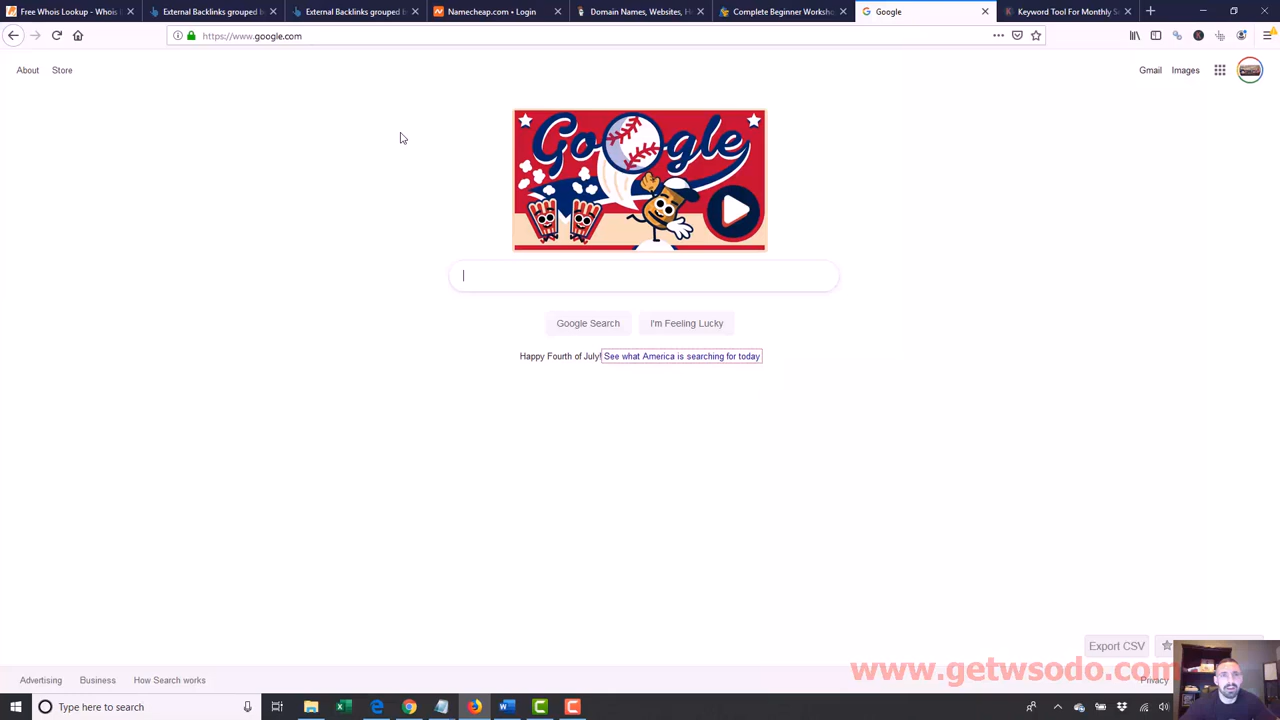 Free Whois Lookup - Whois
External Backlinks grouped b
External Backlinks grouped b
Namecheap.com • Login
Domain Names, Websites, Ho
Complete Beginner Worksho
Google
Keyword Tool For Monthly S
https://www.google.com
About
Store
Gmail
Images
Google
Google Search
I'm Feeling Lucky
Happy Fourth of July! See what America is searching for today
Export CSV
www.getwsodo.com
Advertising
Business
How Search works
Privacy
Type here to search